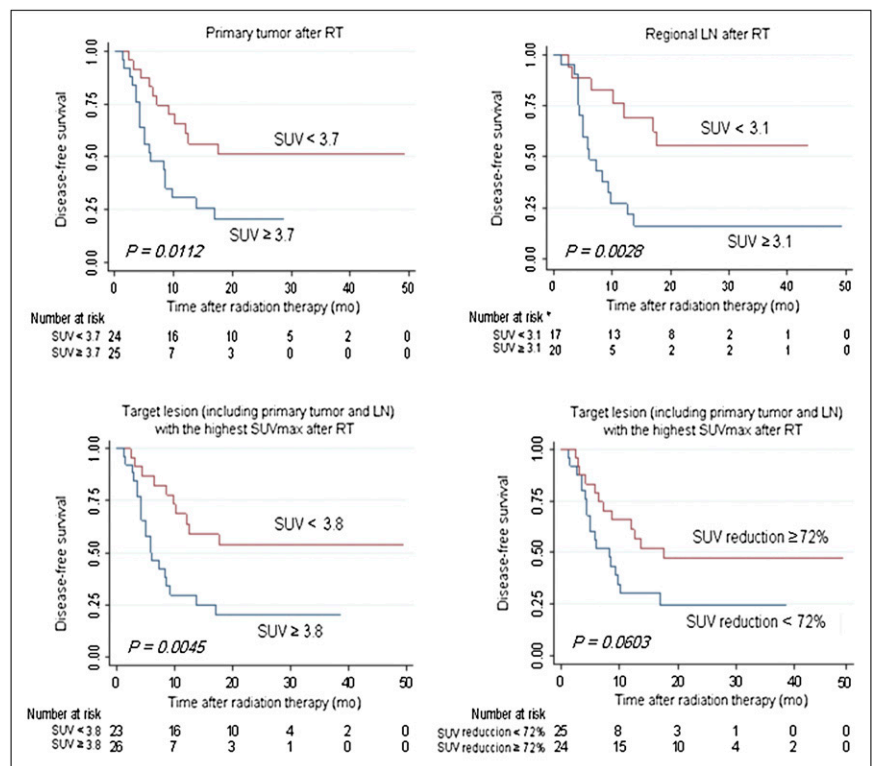 Primary tumor after RT
Disease-free survival
1.00
0.75
0.50
0.25
0.00
SUV < 3.7
SUV ≥ 3.7
P = 0.0112
0 10 20 30 40 50
Time after radiation therapy (mo)
Number at risk
SUV < 3.7 24 16 10 5 2 0
SUV ≥ 3.7 25 7 3 0 0 0
Regional LN after RT
Disease-free survival
1.00
0.75
0.50
0.25
0.00
SUV < 3.1
SUV ≥ 3.1
P = 0.0028
0 10 20 30 40 50
Time after radiation therapy (mo)
Number at risk *
SUV < 3.1 17 13 8 2 1 0
SUV ≥ 3.1 20 5 2 2 1 0
Target lesion (including primary tumor and LN)
with the highest SUVmax after RT
Disease-free survival
1.00
0.75
0.50
0.25
0.00
SUV < 3.8
SUV ≥ 3.8
P = 0.0045
0 10 20 30 40 50
Time after radiation therapy (mo)
Number at risk
SUV < 3.8 23 16 10 4 2 0
SUV ≥ 3.8 26 7 3 1 0 0
Target lesion (including primary tumor and LN)
with the highest SUVmax after RT
Disease-free survival
1.00
0.75
0.50
0.25
0.00
SUV reduction ≥ 72%
SUV reduction < 72%
P = 0.0603
0 10 20 30 40 50
Time after radiation therapy (mo)
Number at risk
SUV reduccion < 72% 25 8 3 1 0 0
SUV reduccion ≥ 72% 24 15 10 4 2 0